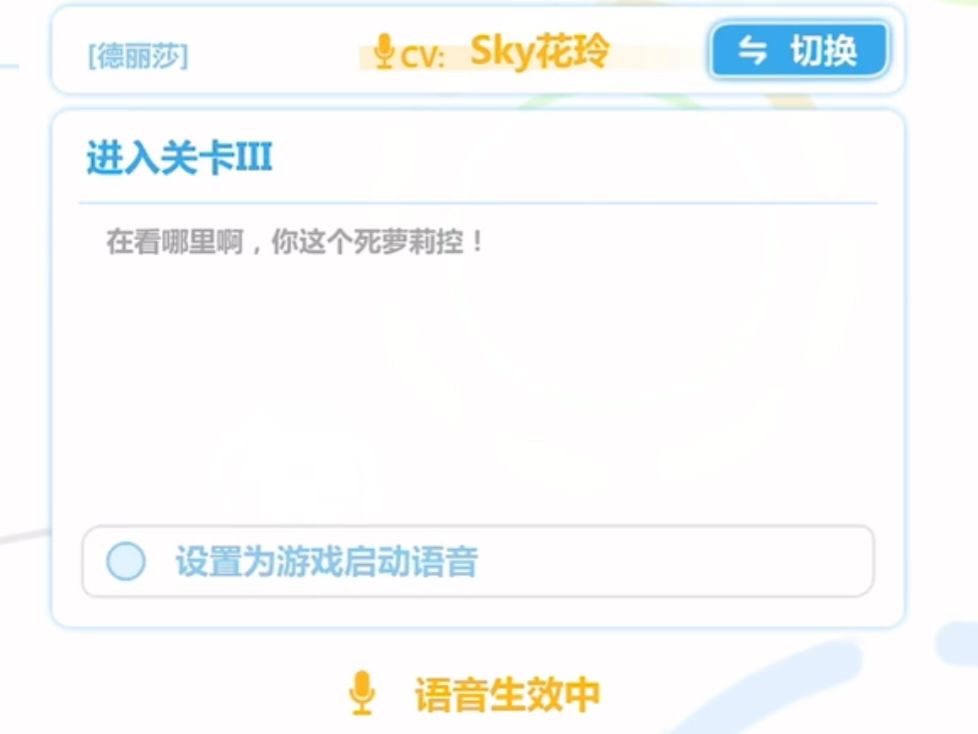 [德丽莎]
CV: Sky花玲
切换
进入关卡III
在看哪里啊，你这个死萝莉控！
设置为游戏启动语音
语音生效中